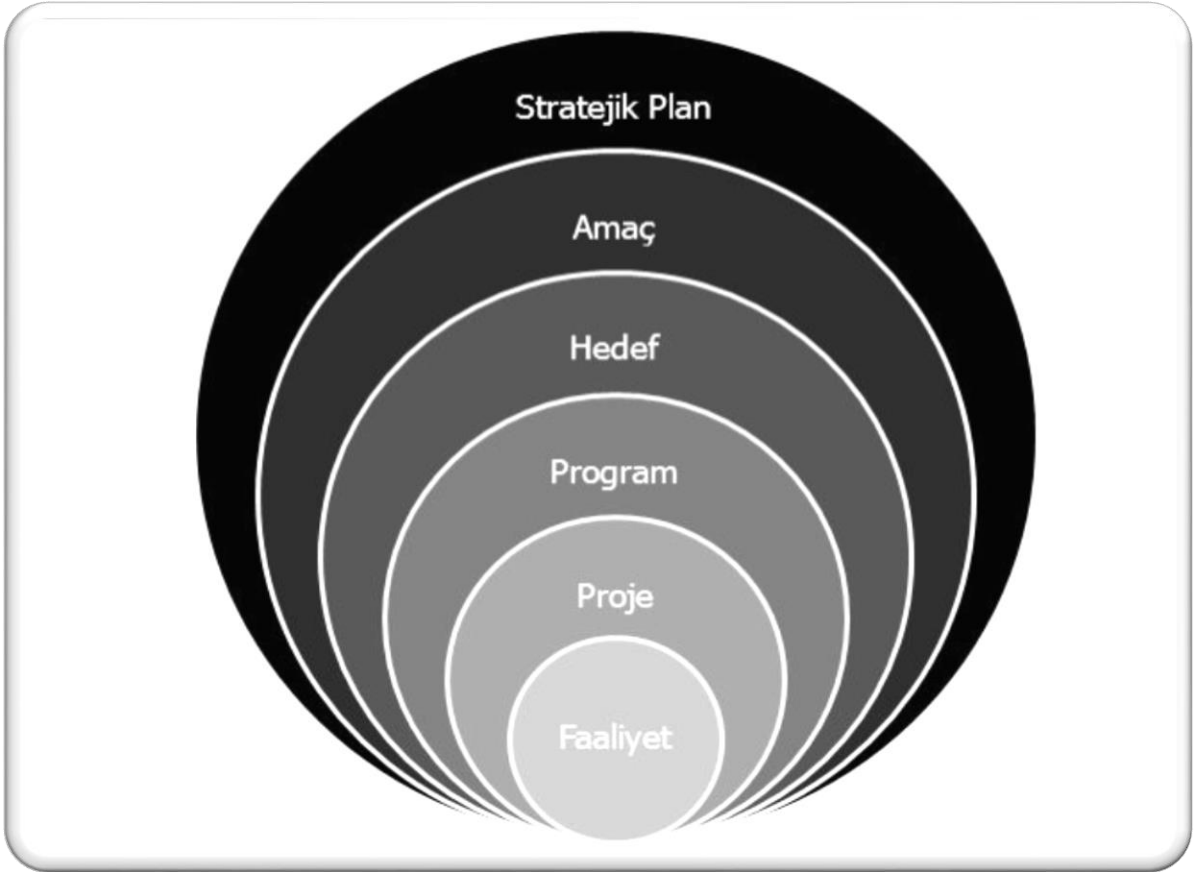 Stratejik Plan
Amaç
Hedef
Program
Proje
Faaliyet